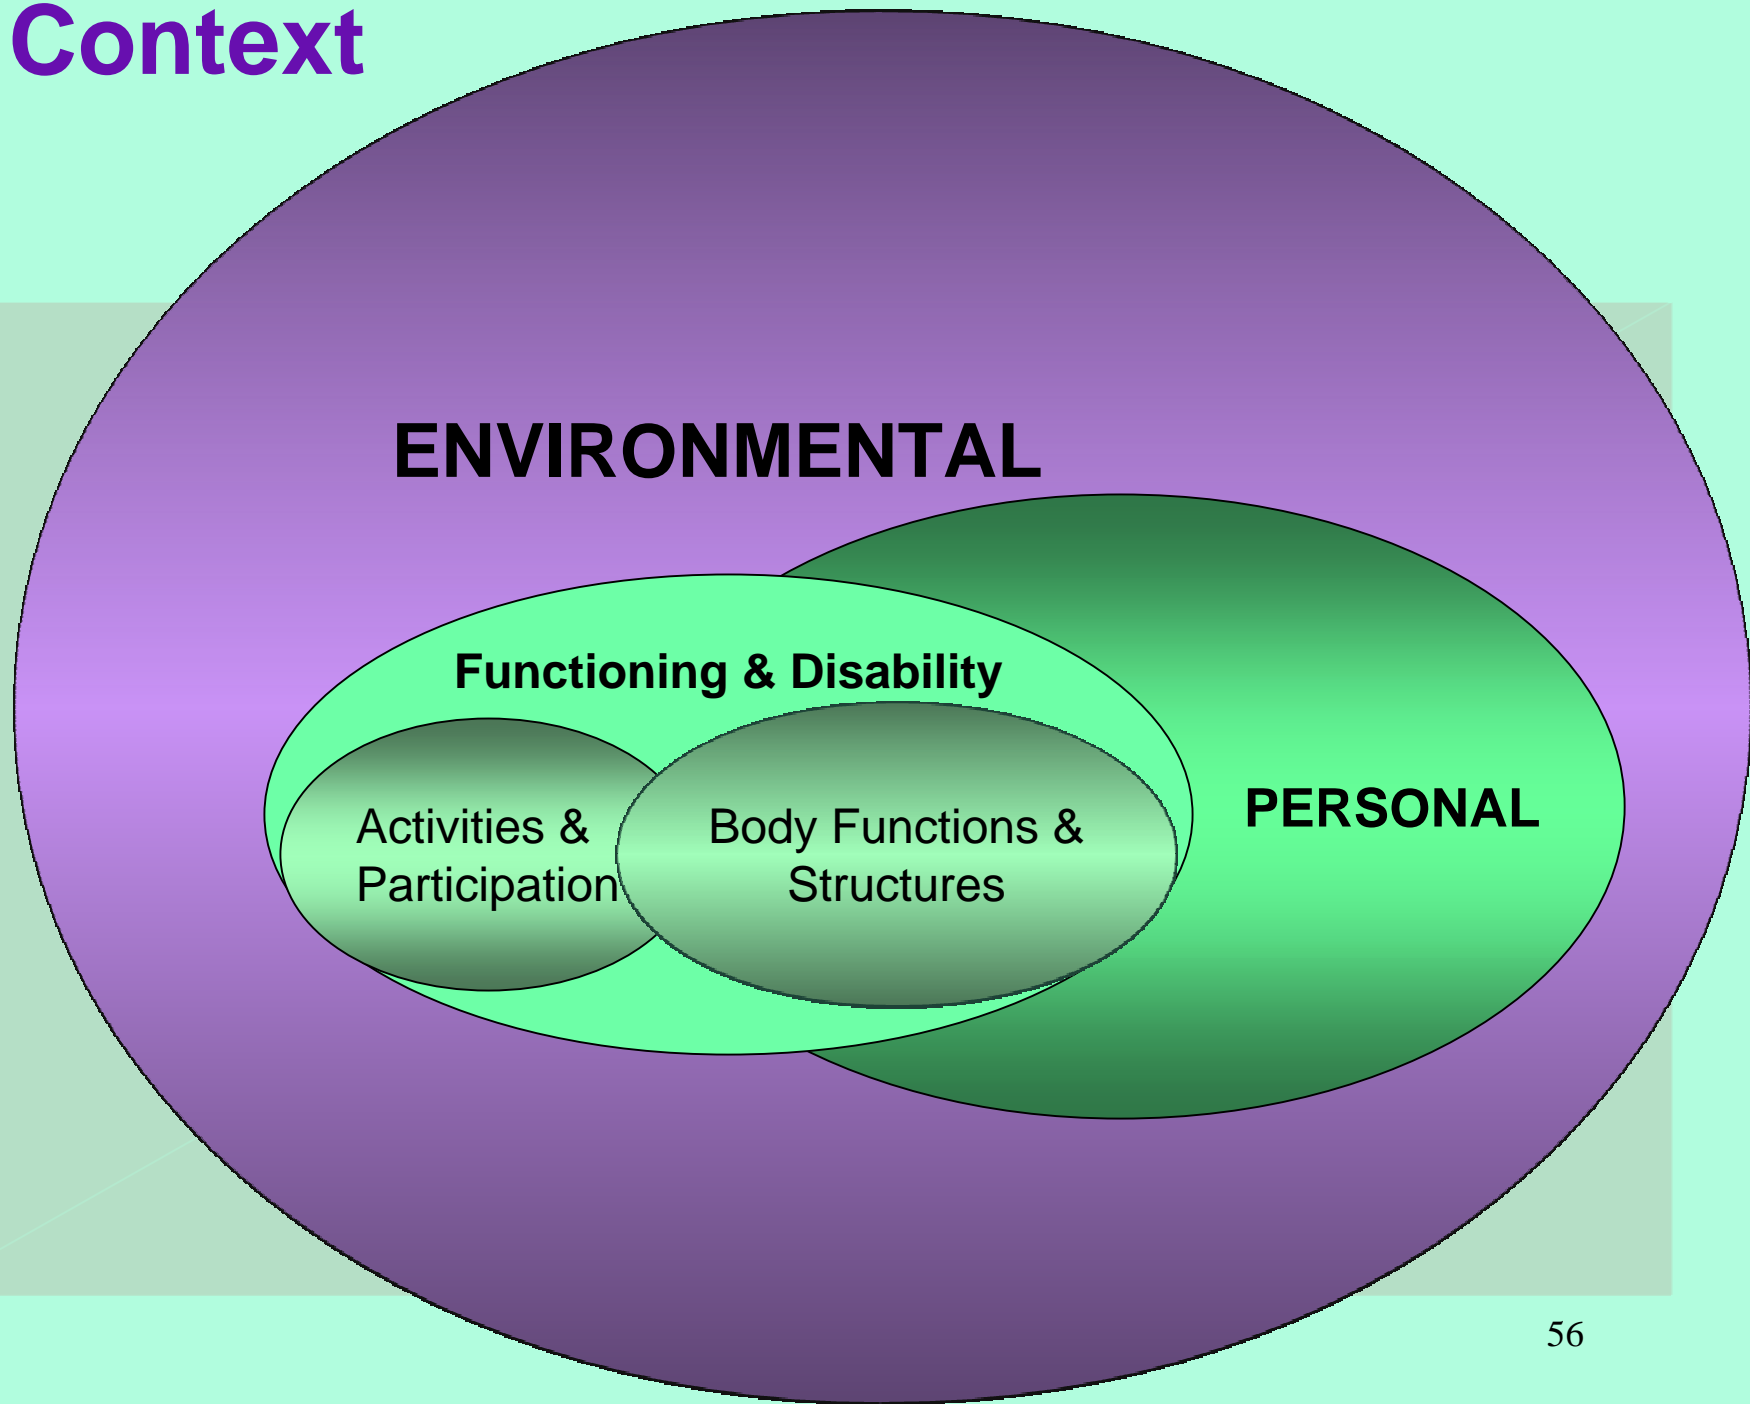 Context
ENVIRONMENTAL
Functioning & Disability
Activities &
Participation
Body Functions &
Structures
PERSONAL
56